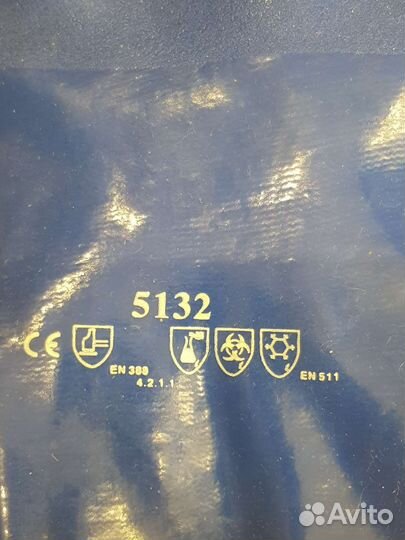 5132
CE
EN 388
4.2.1.1
EN 511
Avito